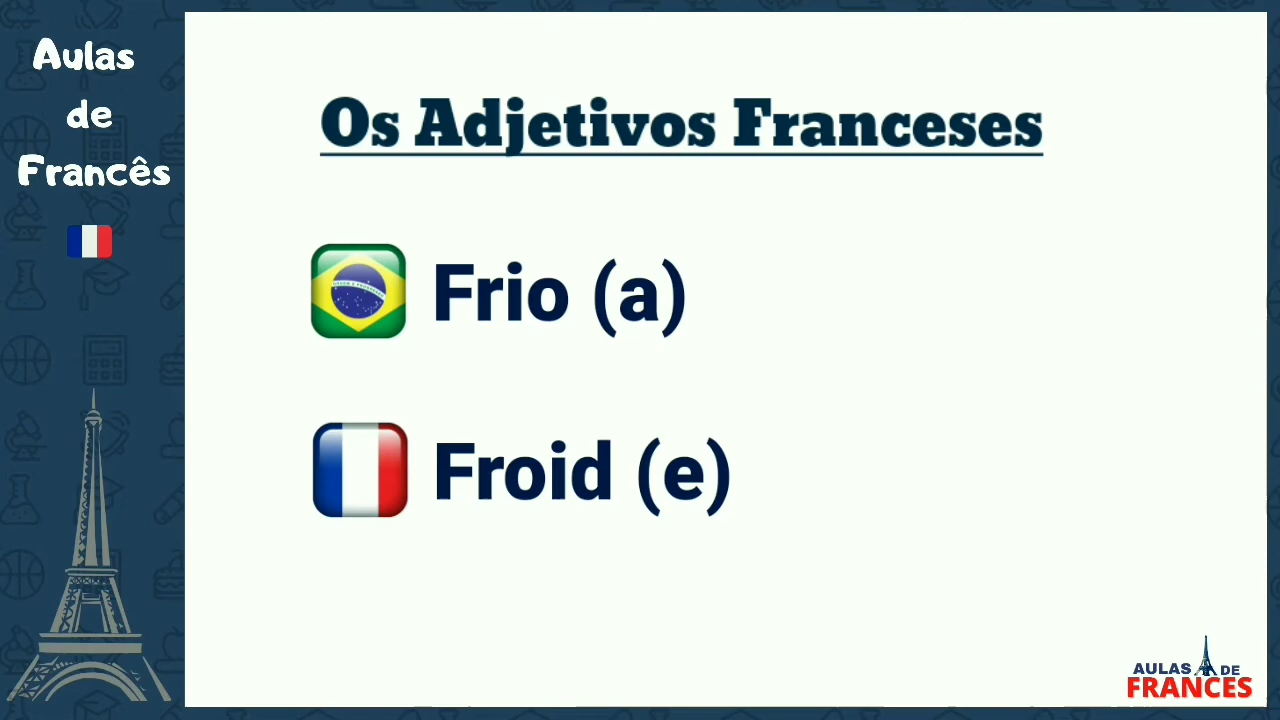 Aulas
de
Francês
Os Adjetivos Franceses
Frio (a)
Froid (e)
AULAS DE
FRANCES